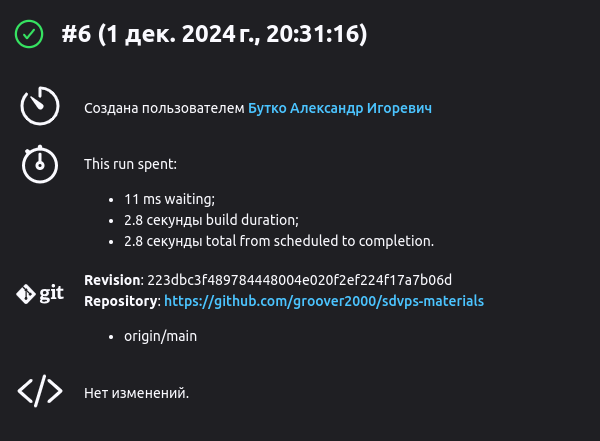 #6 (1 дек. 2024 г., 20:31:16)
Создана пользователем Бутко Александр Игоревич
This run spent:
11 ms waiting;
2.8 секунды build duration;
2.8 секунды total from scheduled to completion.
git
Revision: 223dbc3f489784448004e020f2ef224f17a7b06d
Repository: https://github.com/groover2000/sdvps-materials
origin/main
Нет изменений.